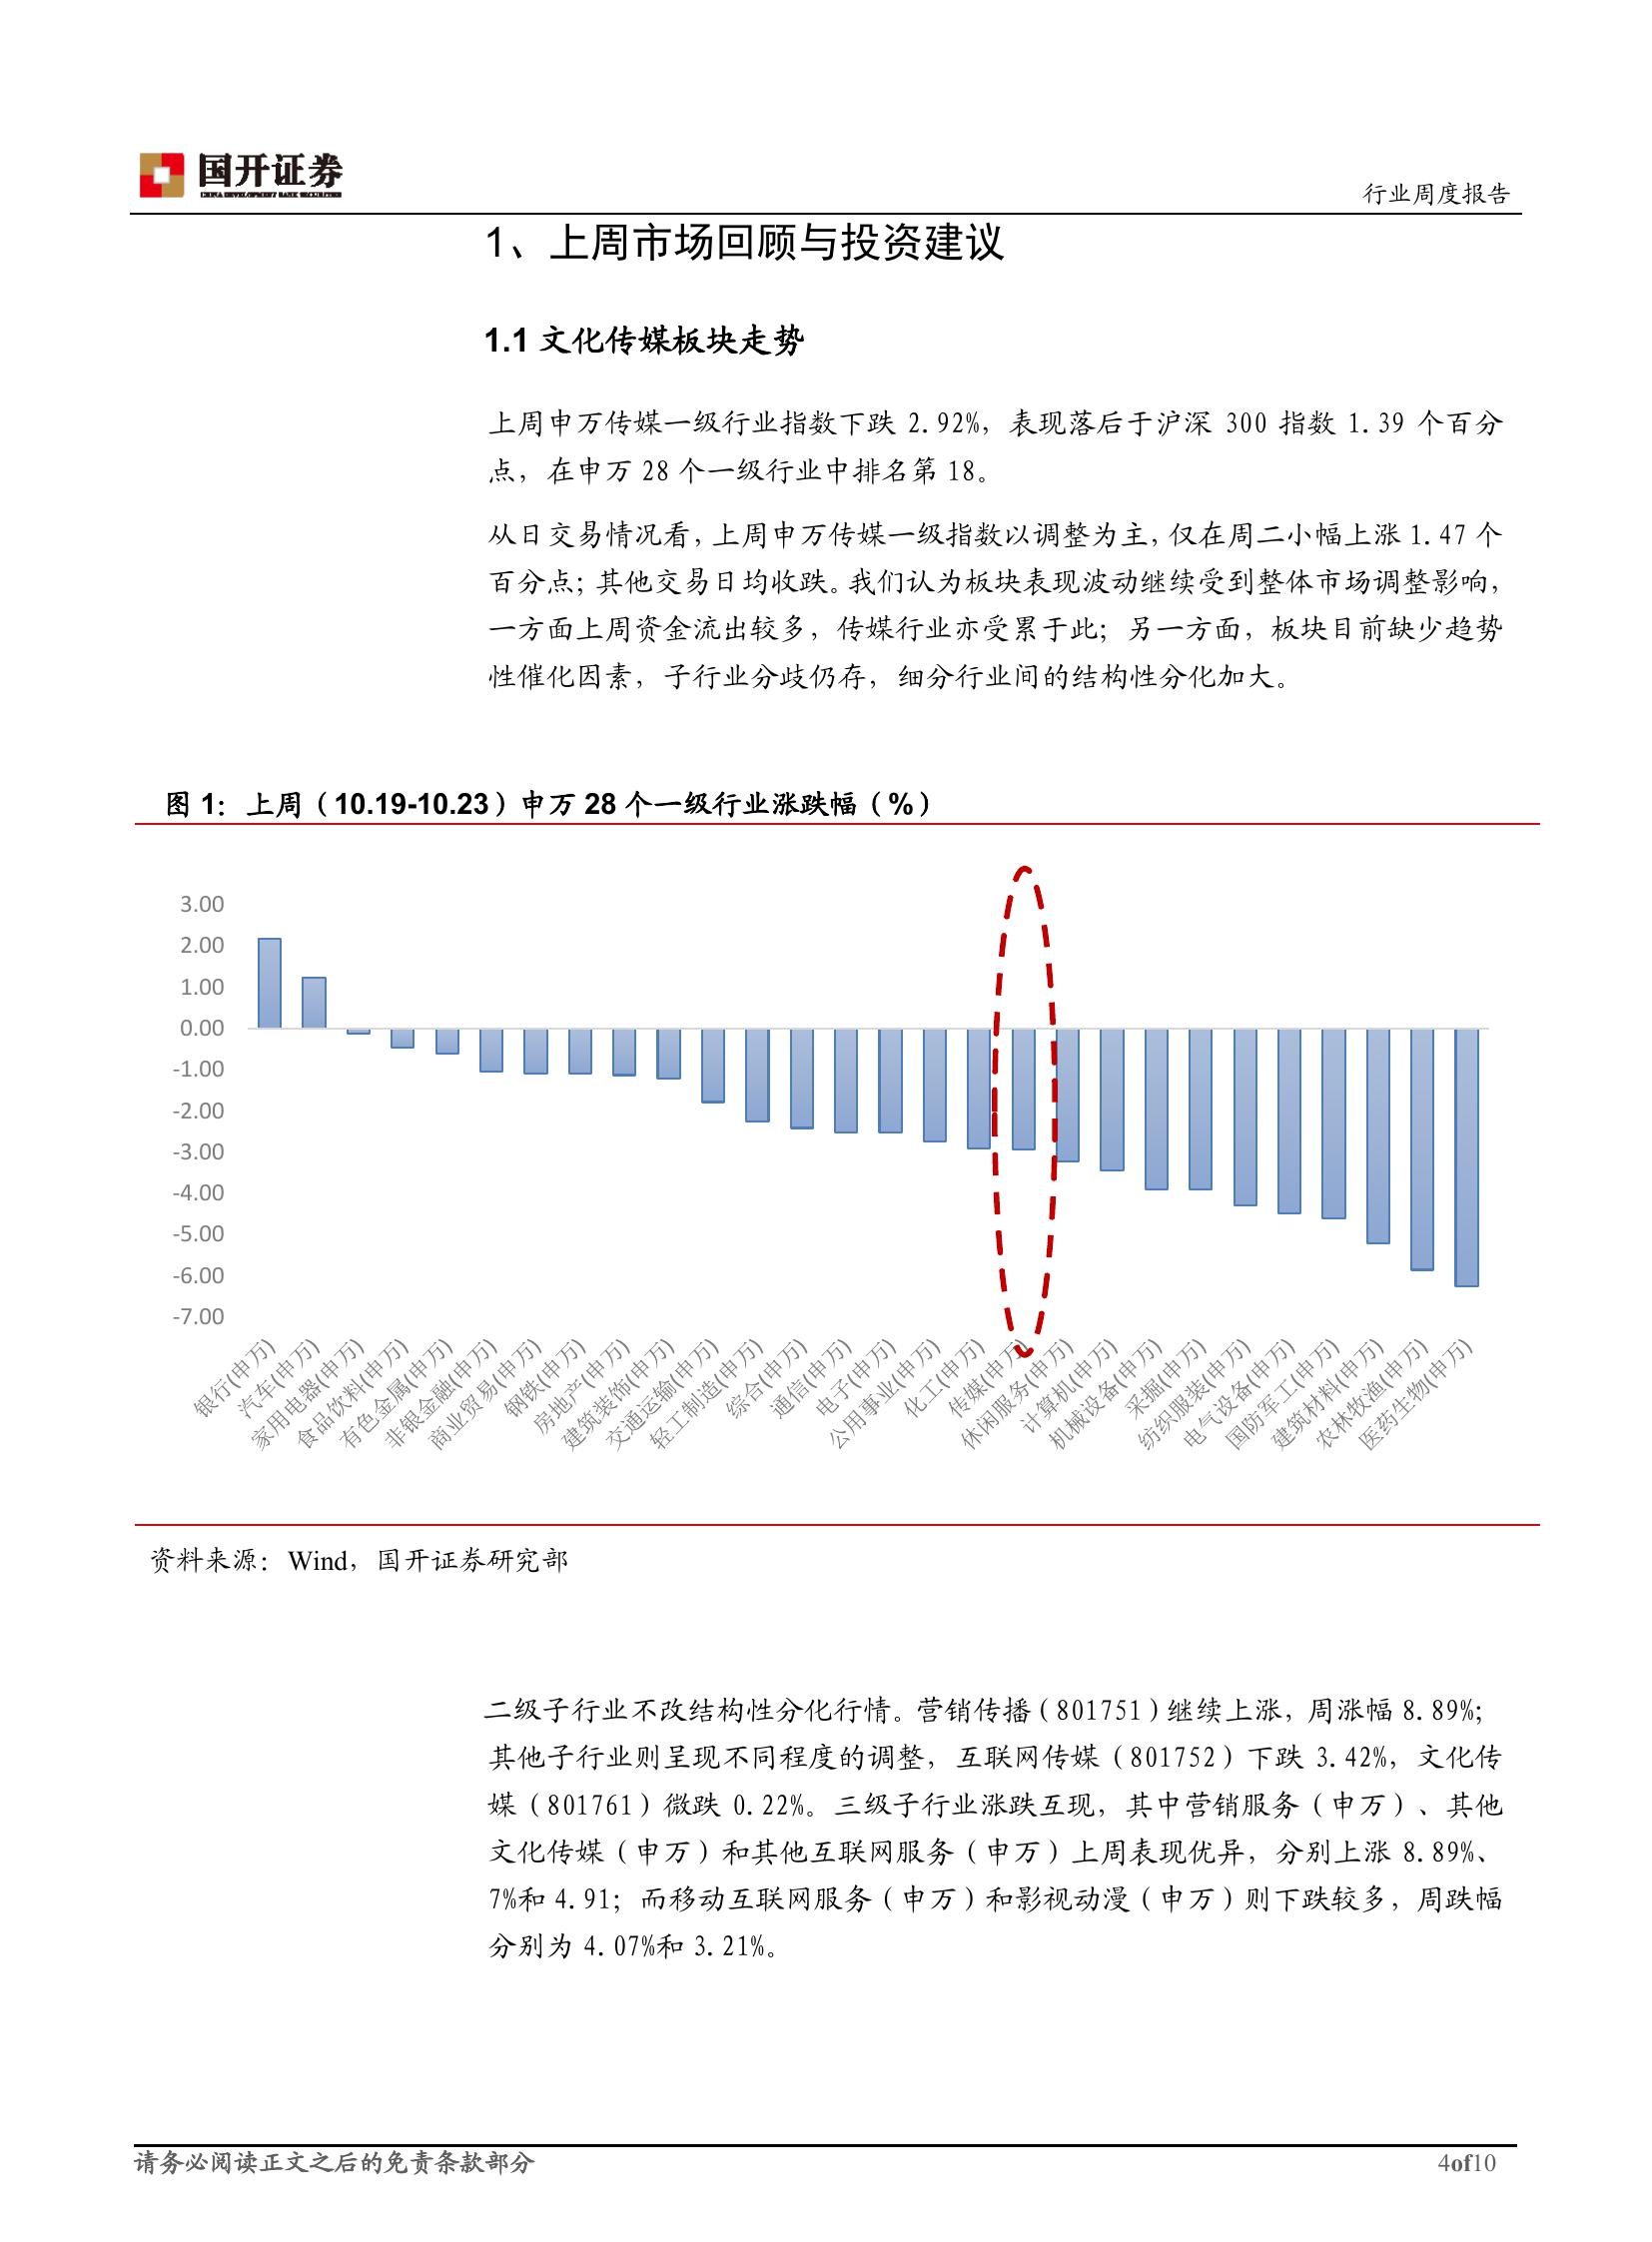 国开证券
CHINA DEVELOPMENT BANK SECURITIES
行业周度报告
1、上周市场回顾与投资建议
1.1 文化传媒板块走势
上周申万传媒一级行业指数下跌 2.92%，表现落后于沪深 300 指数 1.39 个百分
点，在申万 28 个一级行业中排名第 18。
从日交易情况看，上周申万传媒一级指数以调整为主，仅在周二小幅上涨 1.47 个
百分点；其他交易日均收跌。我们认为板块表现波动继续受到整体市场调整影响，
一方面上周资金流出较多，传媒行业亦受累于此；另一方面，板块目前缺少趋势
性催化因素，子行业分歧仍存，细分行业间的结构性分化加大。
图 1：上周（10.19-10.23）申万 28 个一级行业涨跌幅（%）
3.00
2.00
1.00
0.00
-1.00
-2.00
-3.00
-4.00
-5.00
-6.00
-7.00
银行(申万)
汽车(申万)
家用电器(申万)
食品饮料(申万)
有色金属(申万)
非银金融(申万)
商业贸易(申万)
钢铁(申万)
房地产(申万)
建筑装饰(申万)
交通运输(申万)
轻工制造(申万)
综合(申万)
通信(申万)
电子(申万)
公用事业(申万)
化工(申万)
传媒(申万)
休闲服务(申万)
计算机(申万)
机械设备(申万)
采掘(申万)
纺织服装(申万)
电气设备(申万)
国防军工(申万)
建筑材料(申万)
农林牧渔(申万)
医药生物(申万)
资料来源：Wind，国开证券研究部
二级子行业不改结构性分化行情。营销传播（801751）继续上涨，周涨幅 8.89%；
其他子行业则呈现不同程度的调整，互联网传媒（801752）下跌 3.42%，文化传
媒（801761）微跌 0.22%。三级子行业涨跌互现，其中营销服务（申万）、其他
文化传媒（申万）和其他互联网服务（申万）上周表现优异，分别上涨 8.89%、
7%和 4.91；而移动互联网服务（申万）和影视动漫（申万）则下跌较多，周跌幅
分别为 4.07%和 3.21%。
请务必阅读正文之后的免责条款部分
4of10